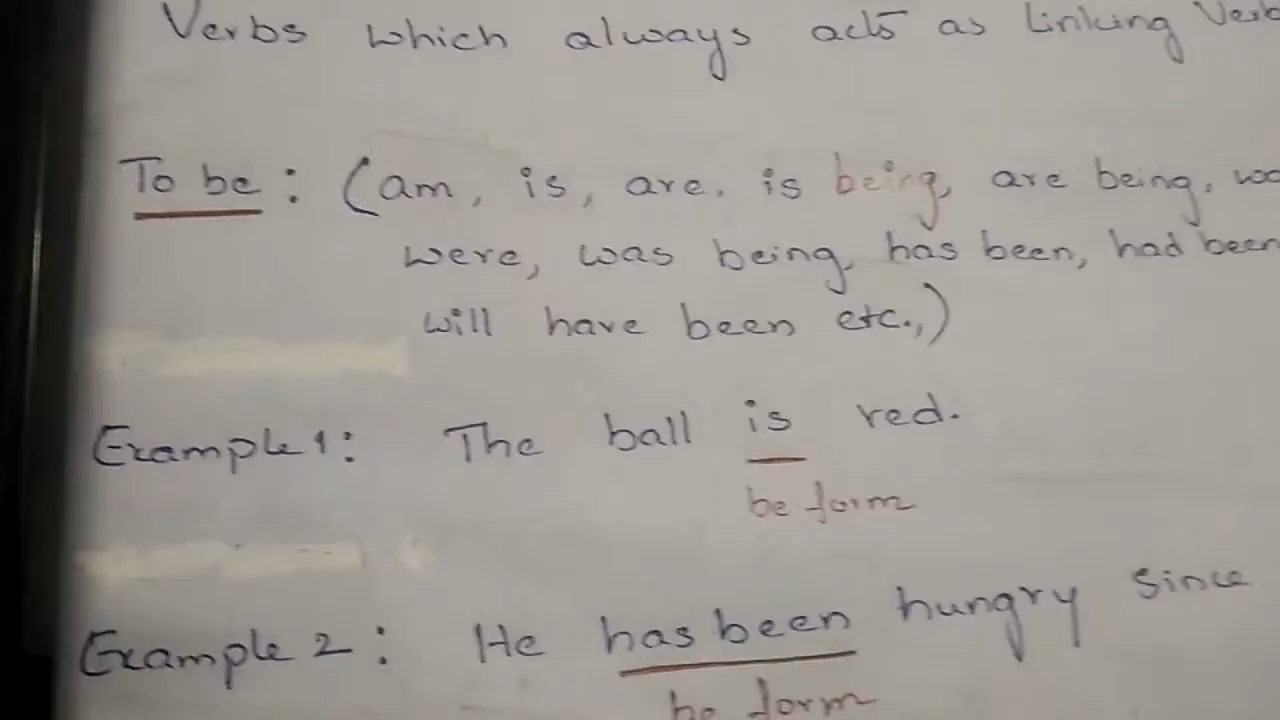 Verbs which always acts as Linking Verb
To be : (am, is, are, is being, are being,
were, was being, has been, had been
will have been etc.,)
Example 1: The ball is red.
be form
Example 2 : He has been hungry since
be form